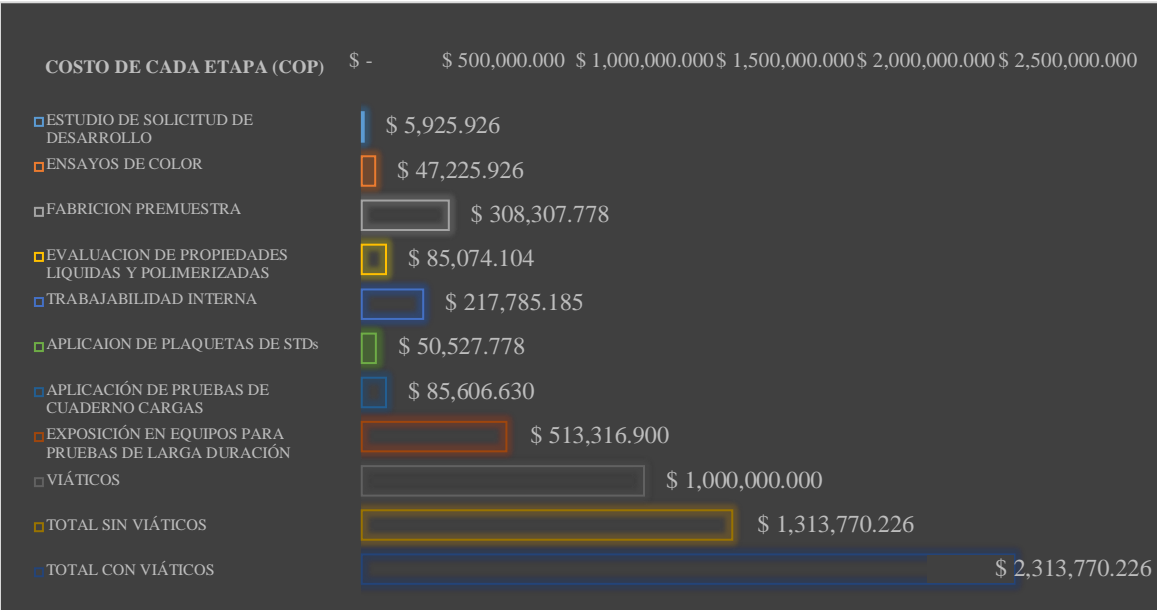 COSTO DE CADA ETAPA (COP)
$ - $ 500,000.000 $ 1,000,000.000 $ 1,500,000.000 $ 2,000,000.000 $ 2,500,000.000
ESTUDIO DE SOLICITUD DE
DESARROLLO
$ 5,925.926
ENSAYOS DE COLOR
$ 47,225.926
FABRICION PREMUESTRA
$ 308,307.778
EVALUACION DE PROPIEDADES
LIQUIDAS Y POLIMERIZADAS
$ 85,074.104
TRABAJABILIDAD INTERNA
$ 217,785.185
APLICAION DE PLAQUETAS DE STDs
$ 50,527.778
APLICACIÓN DE PRUEBAS DE
CUADERNO CARGAS
$ 85,606.630
EXPOSICIÓN EN EQUIPOS PARA
PRUEBAS DE LARGA DURACIÓN
$ 513,316.900
VIÁTICOS
$ 1,000,000.000
TOTAL SIN VIÁTICOS
$ 1,313,770.226
TOTAL CON VIÁTICOS
$ 2,313,770.226